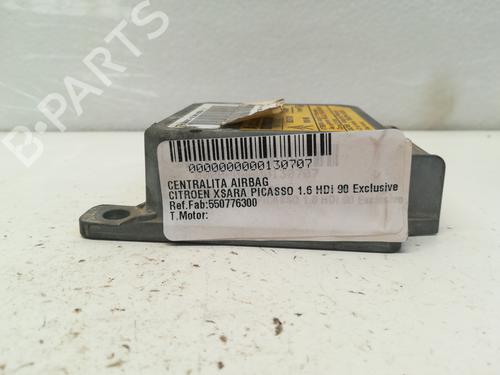 B-Parts
0000000000130707
CENTRALITA AIRBAG
CITROEN XSARA PICASSO 1.6 HDI 90 Exclusive
Ref.Fab:550776300
T.Motor: